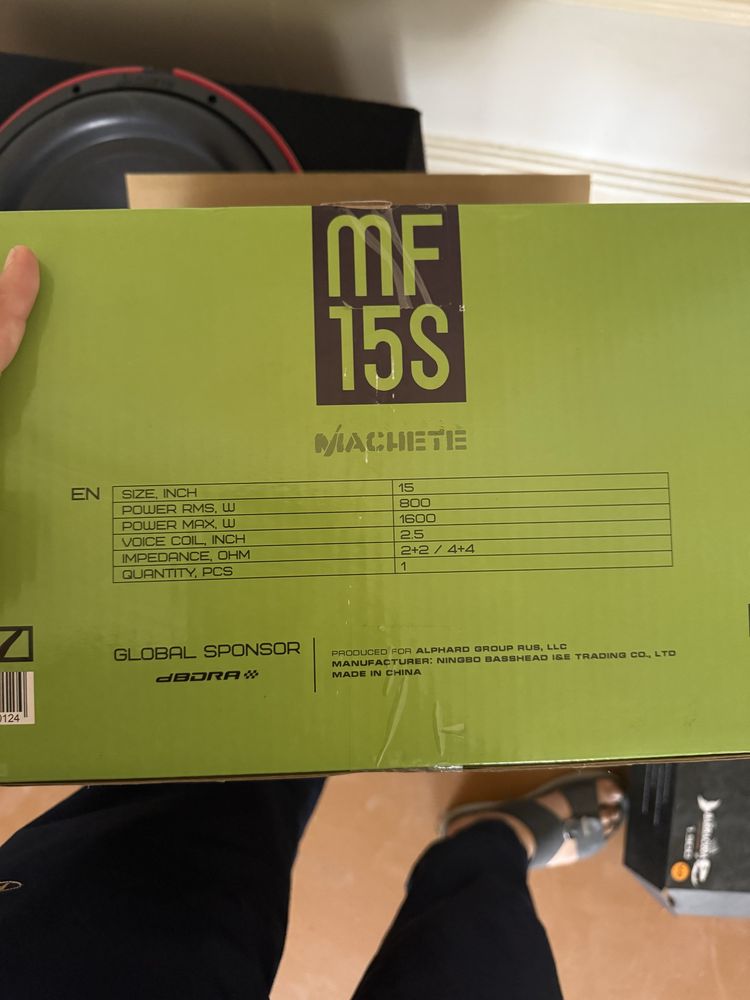 MF
15S
MACHETE
EN
SIZE, INCH 15
POWER RMS, W 800
POWER MAX, W 1600
VOICE COIL, INCH 2.5
IMPEDANCE, OHM 2+2 / 4+4
QUANTITY, PCS 1
GLOBAL SPONSOR
dBDRA
PRODUCED FOR ALPHARD GROUP RUS, LLC
MANUFACTURER: NINGBO BASSHEAD I&E TRADING CO., LTD
MADE IN CHINA
0124